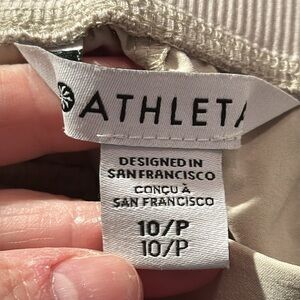 ATHLETA
DESIGNED IN
SAN FRANCISCO
CONÇU À
SAN FRANCISCO
10/P
10/P